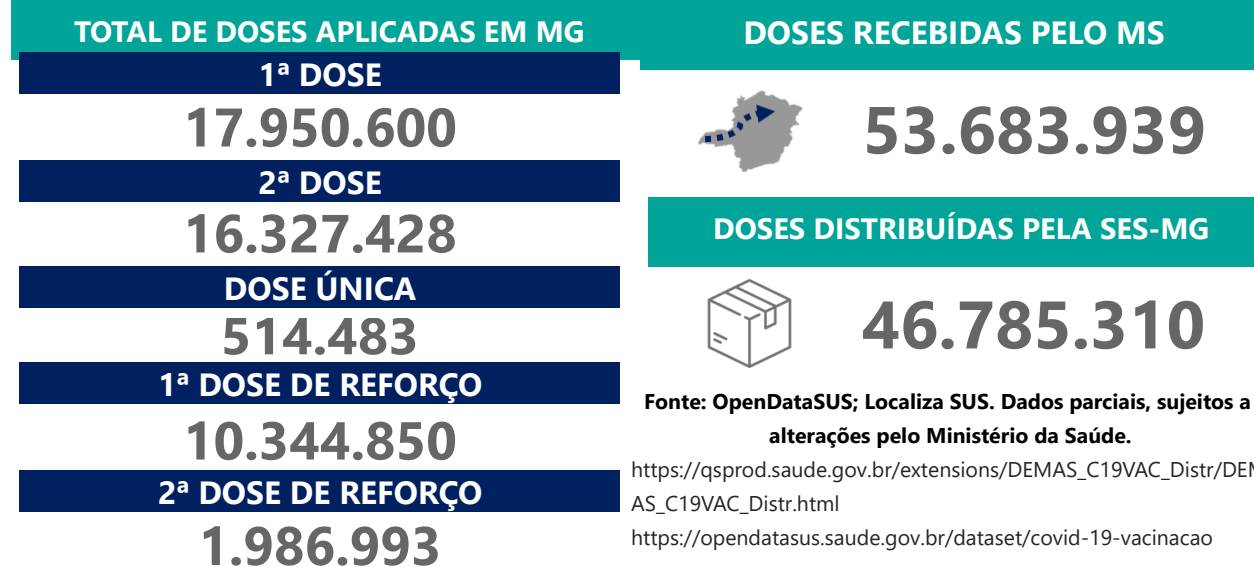 TOTAL DE DOSES APLICADAS EM MG
1ª DOSE
17.950.600
2ª DOSE
16.327.428
DOSE ÚNICA
514.483
1ª DOSE DE REFORÇO
10.344.850
2ª DOSE DE REFORÇO
1.986.993
DOSES RECEBIDAS PELO MS
53.683.939
DOSES DISTRIBUÍDAS PELA SES-MG
46.785.310
Fonte: OpenDataSUS; Localiza SUS. Dados parciais, sujeitos a
alterações pelo Ministério da Saúde.
https://qsprod.saude.gov.br/extensions/DEMAS_C19VAC_Distr/DEM
AS_C19VAC_Distr.html
https://opendatasus.saude.gov.br/dataset/covid-19-vacinacao